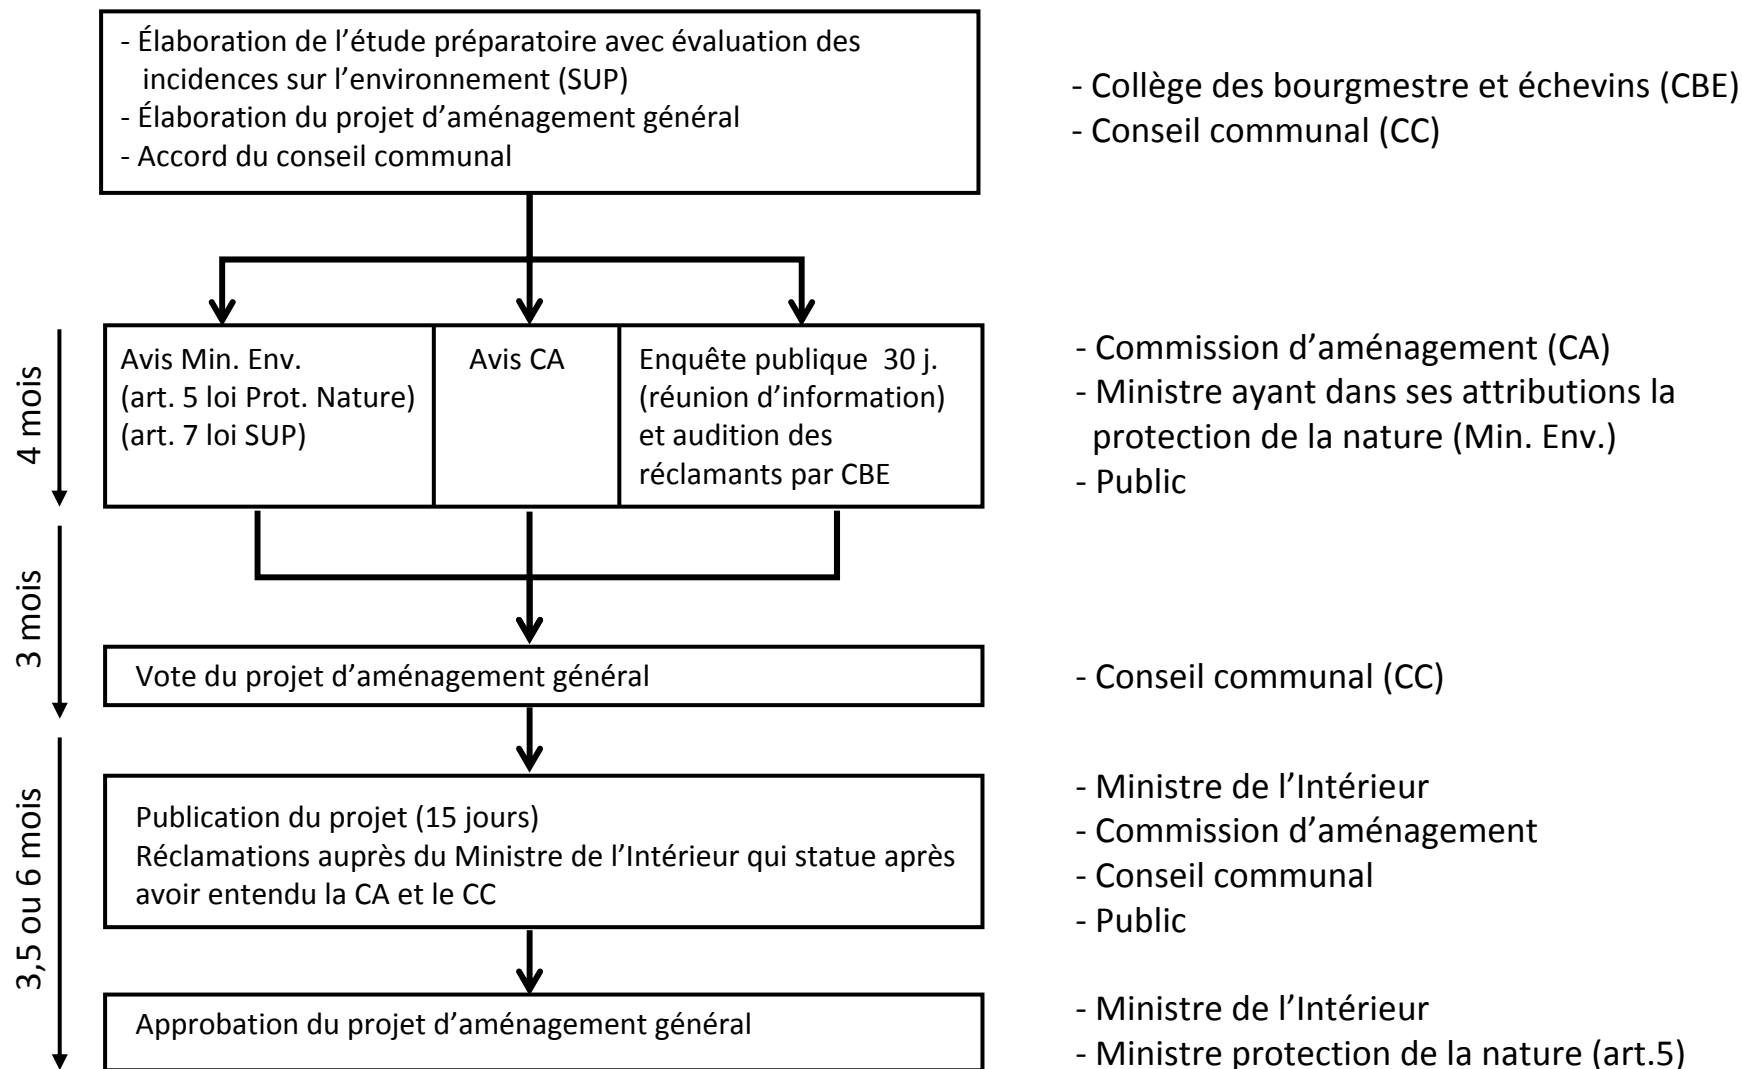 - Élaboration de l’étude préparatoire avec évaluation des
incidences sur l’environnement (SUP)
- Élaboration du projet d’aménagement général
- Accord du conseil communal
- Collège des bourgmestre et échevins (CBE)
- Conseil communal (CC)
4 mois
Avis Min. Env.
(art. 5 loi Prot. Nature)
(art. 7 loi SUP)
Avis CA
Enquête publique 30 j.
(réunion d’information)
et audition des
réclamants par CBE
- Commission d’aménagement (CA)
- Ministre ayant dans ses attributions la
protection de la nature (Min. Env.)
- Public
3 mois
Vote du projet d’aménagement général
- Conseil communal (CC)
3,5 ou 6 mois
Publication du projet (15 jours)
Réclamations auprès du Ministre de l’Intérieur qui statue après
avoir entendu la CA et le CC
- Ministre de l’Intérieur
- Commission d’aménagement
- Conseil communal
- Public
Approbation du projet d’aménagement général
- Ministre de l’Intérieur
- Ministre protection de la nature (art.5)